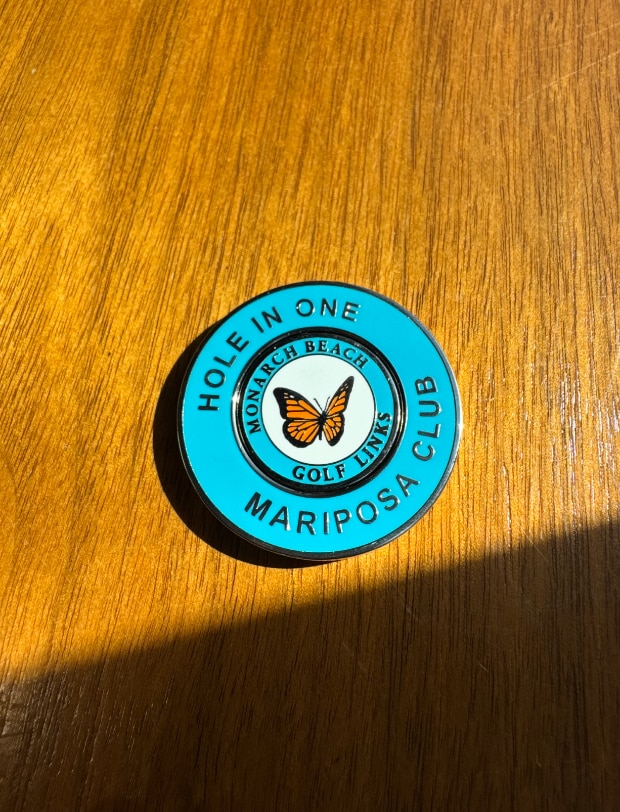 HOLE IN ONE
MARIPOSA CLUB
MONARCH BEACH
GOLF LINKS